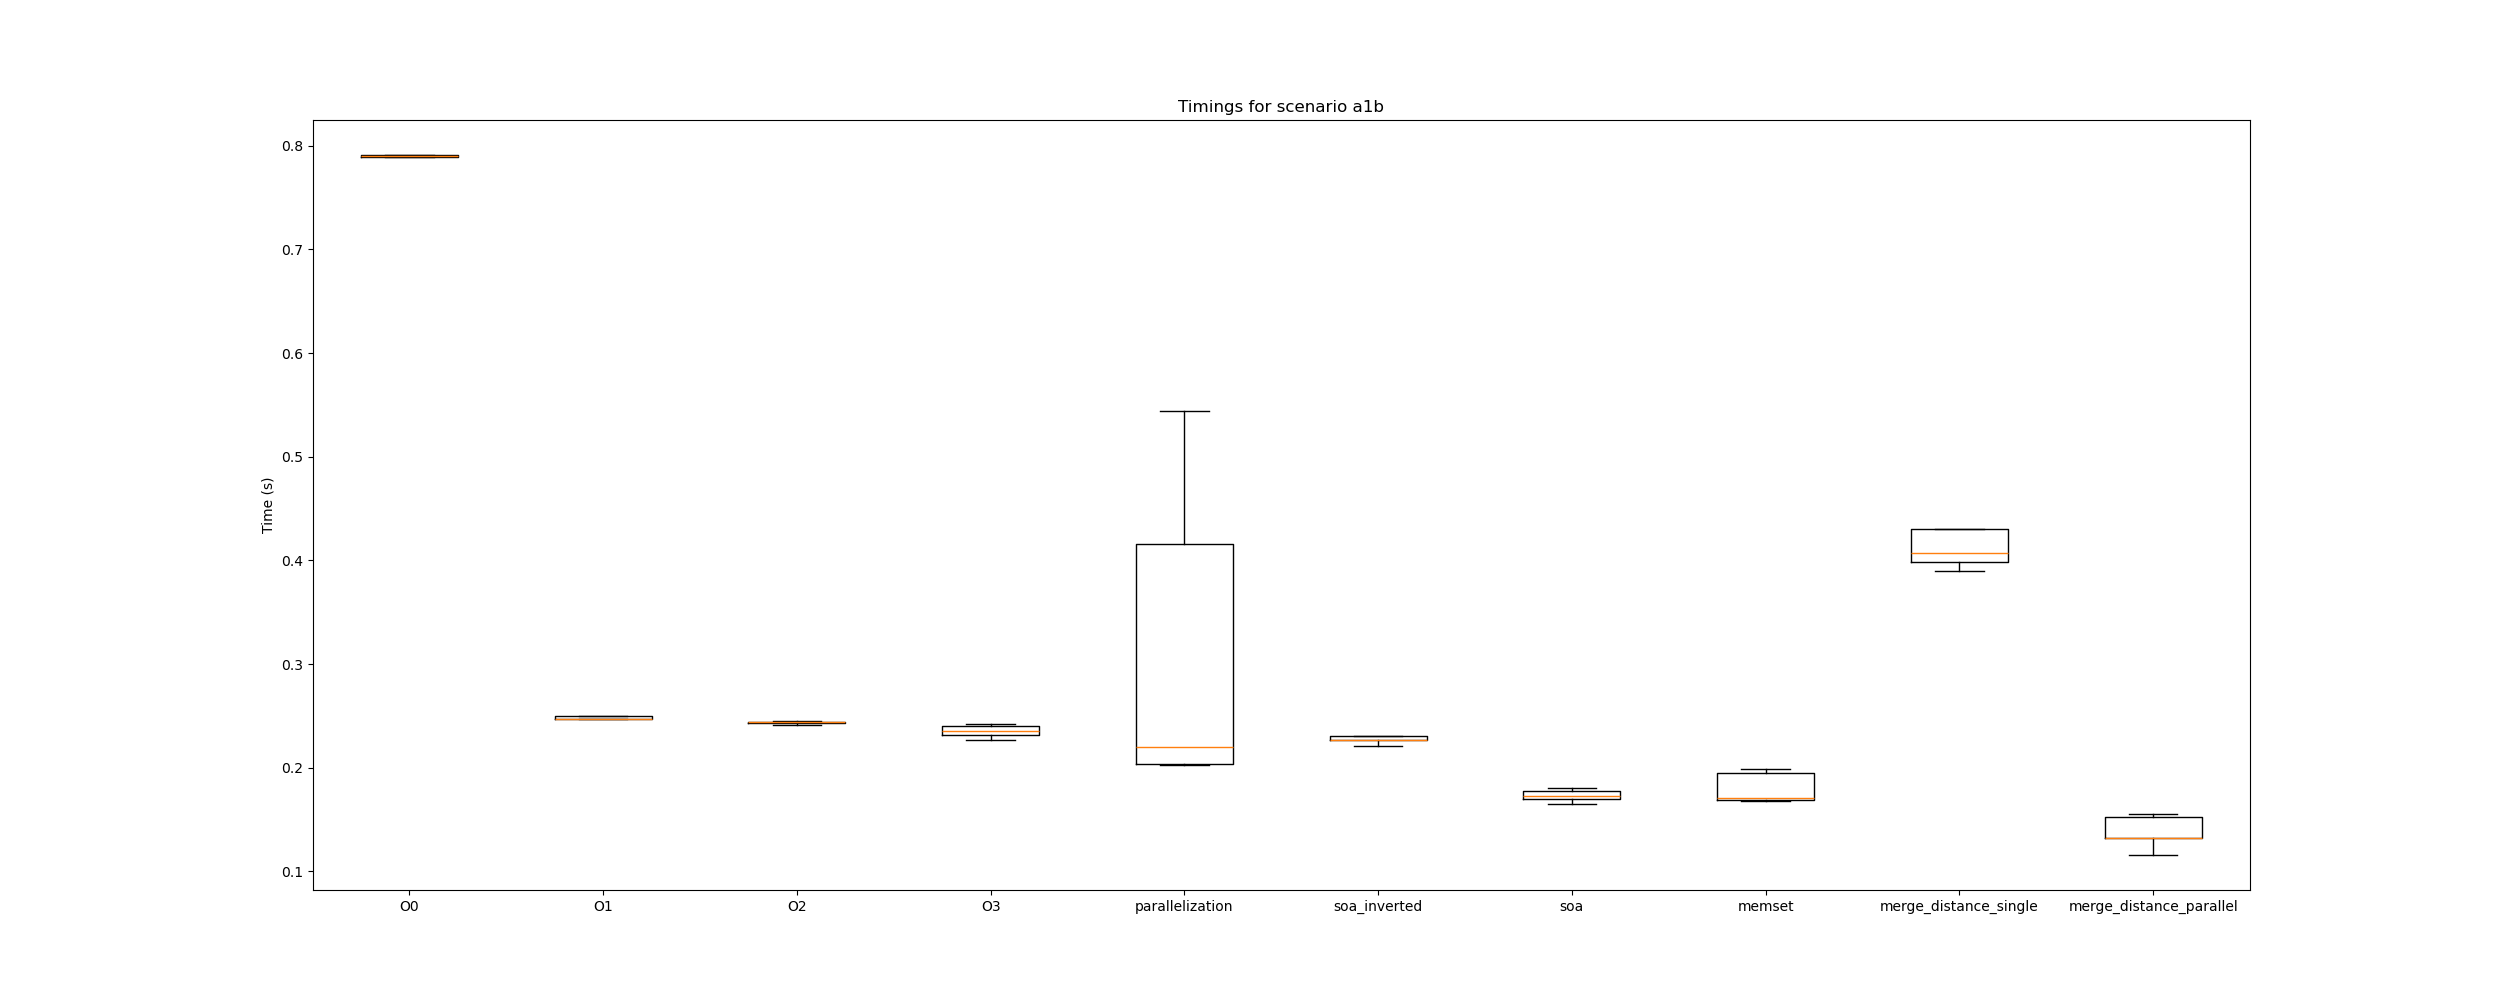 Timings for scenario a1b
Time (s)
0.8
0.7
0.6
0.5
0.4
0.3
0.2
0.1
O0 O1 O2 O3 parallelization soa_inverted soa memset merge_distance_single merge_distance_parallel